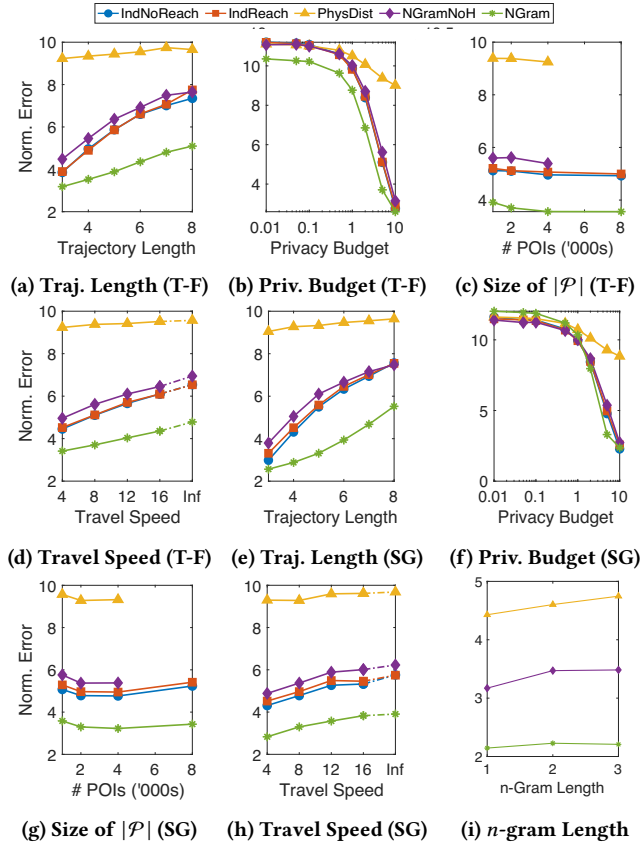 IndNoReach IndReach PhysDist NGramNoH NGram
Norm. Error
10
8
6
4
2
4 6 8
Trajectory Length
10
8
6
4
0.01 0.1 1 10
Privacy Budget
10
8
6
4
2 4 6 8
# POIs ('000s)
(a) Traj. Length (T-F) (b) Priv. Budget (T-F) (c) Size of |𝒫| (T-F)
Norm. Error
10
8
6
4
2
4 8 12 16 Inf
Travel Speed
10
8
6
4
2
4 6 8
Trajectory Length
10
5
0
0.01 0.1 1 10
Privacy Budget
(d) Travel Speed (T-F) (e) Traj. Length (SG) (f) Priv. Budget (SG)
Norm. Error
10
8
6
4
2
2 4 6 8
# POIs ('000s)
10
8
6
4
2
4 8 12 16 Inf
Travel Speed
5
4
3
2
1 2 3
n-Gram Length
(g) Size of |𝒫| (SG) (h) Travel Speed (SG) (i) n-gram Length